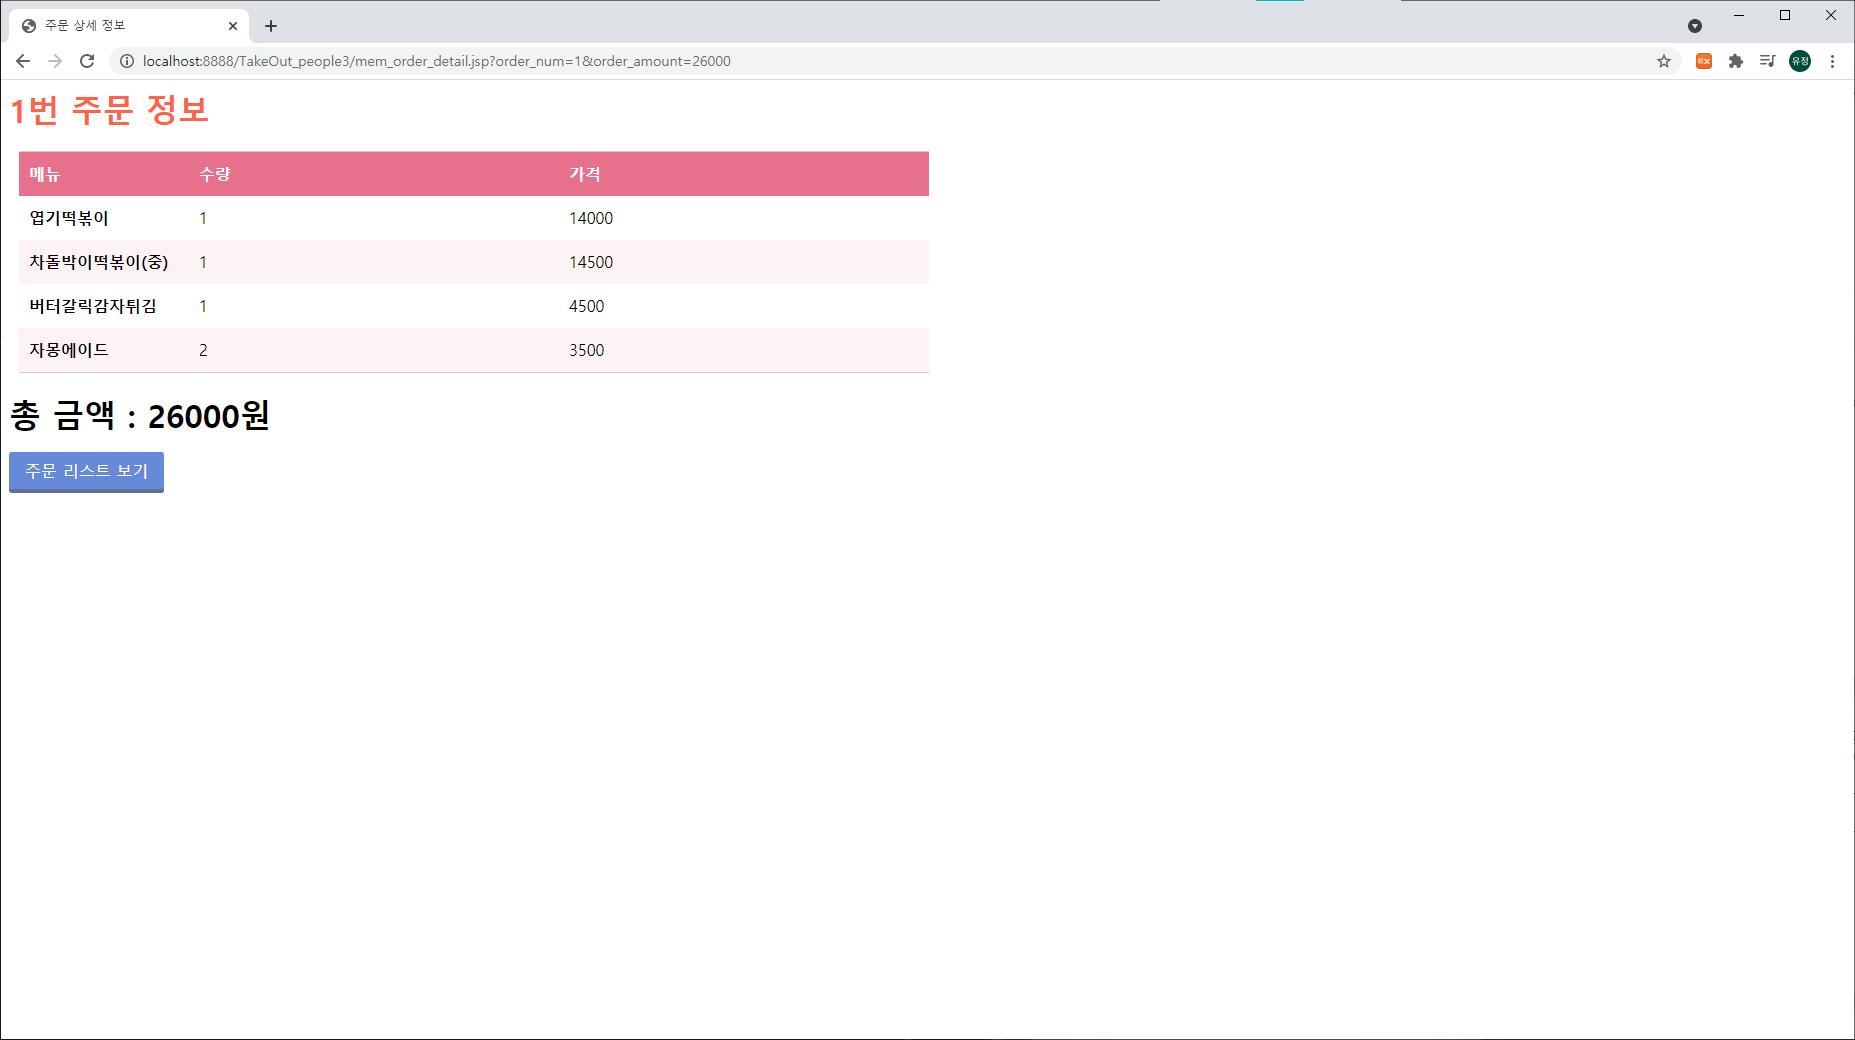 주문 상세 정보
localhost:8888/TakeOut_people3/mem_order_detail.jsp?order_num=1&order_amount=26000
EX
유정
1번 주문 정보
메뉴 수량 가격
엽기떡볶이 1 14000
차돌박이떡볶이(중) 1 14500
버터갈릭감자튀김 1 4500
자몽에이드 2 3500
총 금액 : 26000원
주문 리스트 보기